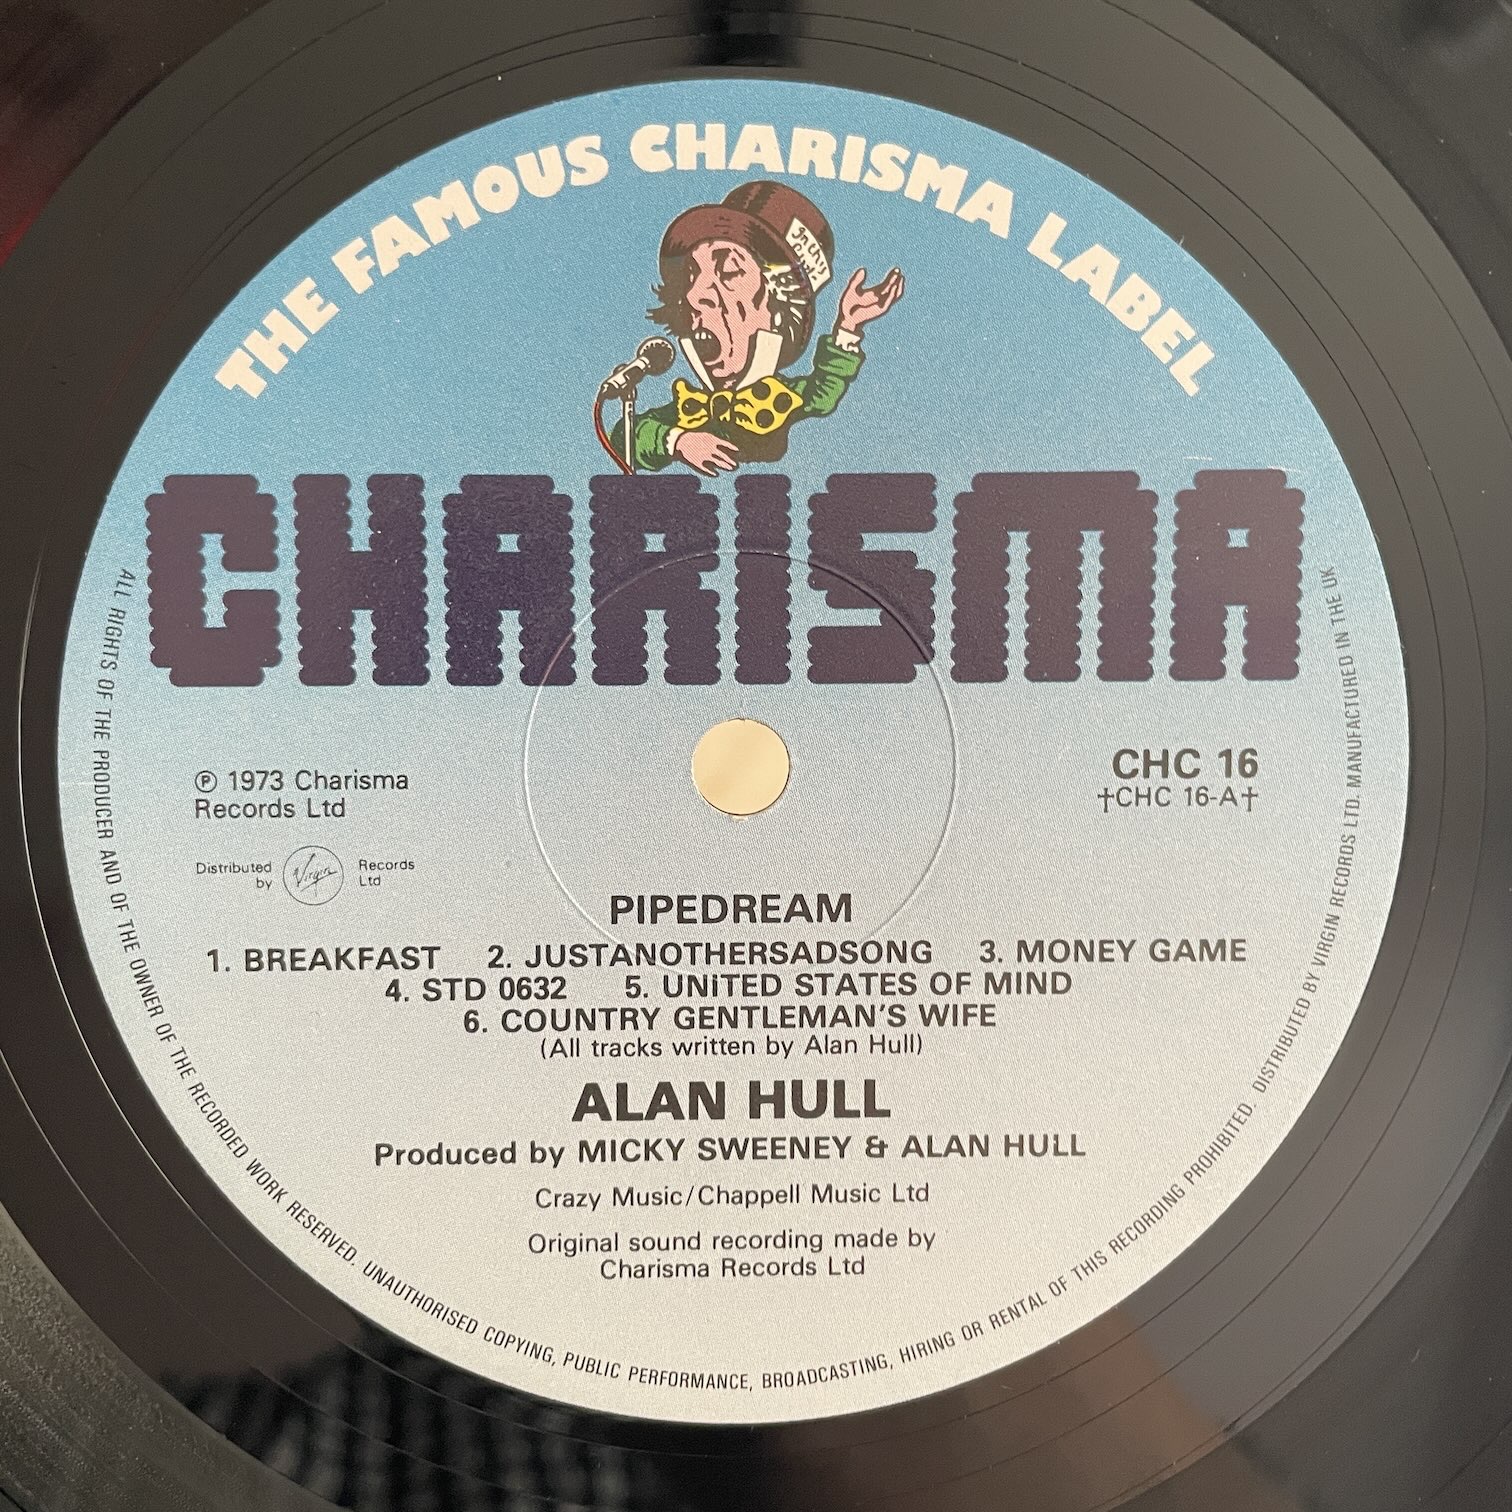 THE FAMOUS CHARISMA LABEL
In this
Style
CHARISMA
℗ 1973 Charisma
Records Ltd
CHC 16
†CHC 16-A†
Distributed
by
Virgin
Records
Ltd
PIPEDREAM
1. BREAKFAST 2. JUSTANOTHERSADSONG 3. MONEY GAME
4. STD 0632 5. UNiTED STATES OF MIND
6. COUNTRY GENTLEMAN'S WIFE
(All tracks written by Alan Hull)
ALAN HULL
Produced by MICKY SWEENEY & ALAN HULL
Crazy Music/Chappell Music Ltd
Original sound recording made by
Charisma Records Ltd
ALL RIGHTS OF THE PRODUCER AND OF THE OWNER OF THE RECORDED WORK RESERVED. UNAUTHORISED COPYING, PUBLIC PERFORMANCE, BROADCASTING, HIRING OR RENTAL OF THIS RECORDING PROHIBITED. DISTRIBUTED BY VIRGIN RECORDS LTD. MANUFACTURED IN THE UK